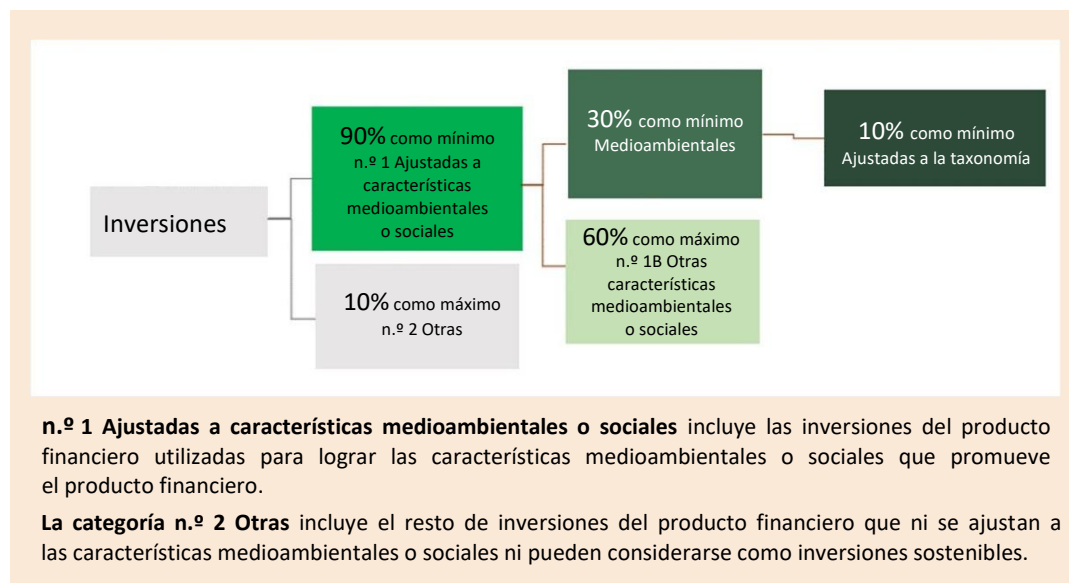 Inversiones
90% como mínimo
n.º 1 Ajustadas a
características
medioambientales
o sociales
10% como máximo
n.º 2 Otras
30% como mínimo
Medioambientales
60% como máximo
n.º 1B Otras
características
medioambientales
o sociales
10% como mínimo
Ajustadas a la taxonomía
n.º 1 Ajustadas a características medioambientales o sociales incluye las inversiones del producto
financiero utilizadas para lograr las características medioambientales o sociales que promueve
el producto financiero.
La categoría n.º 2 Otras incluye el resto de inversiones del producto financiero que ni se ajustan a
las características medioambientales o sociales ni pueden considerarse como inversiones sostenibles.